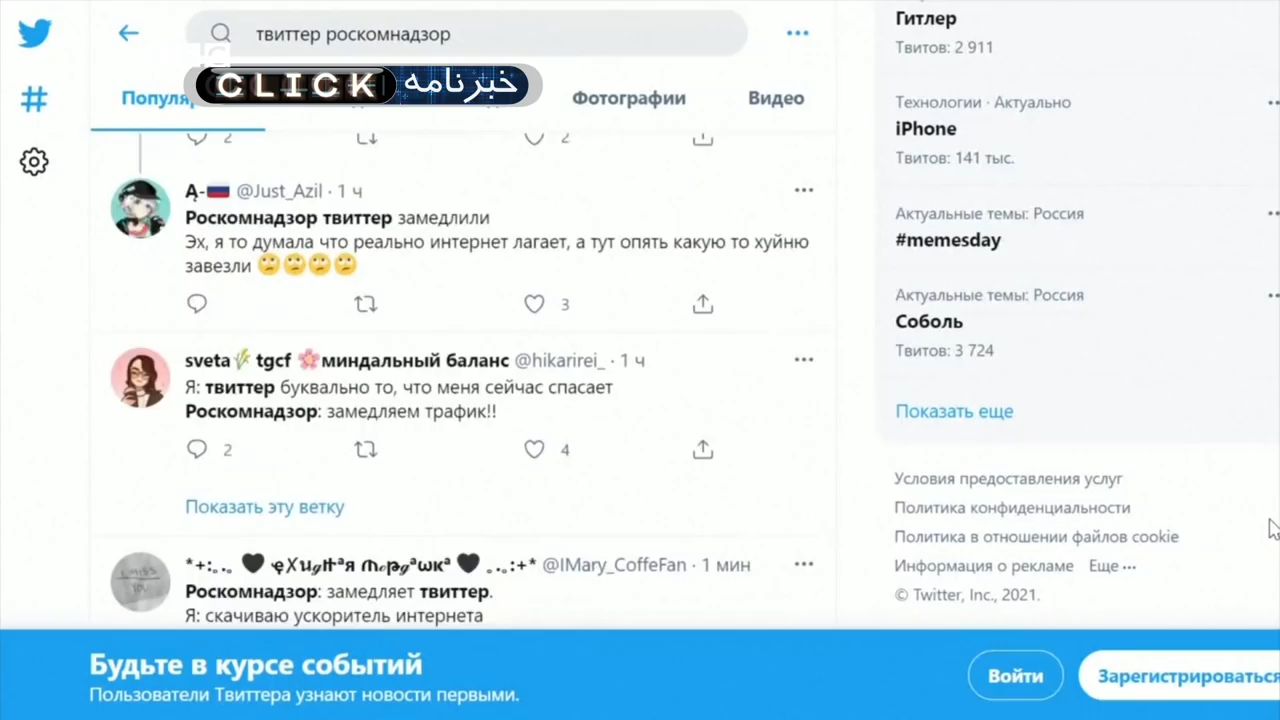 твиттер роскомнадзор
CLICK خبرنامه
Фотографии
Видео
2
2
Ą-🇷🇺 @Just_Azil · 1 ч
Роскомнадзор твиттер замедлили
Эх, я то думала что реально интернет лагает, а тут опять какую то хуйню
завезли 🙄🙄🙄🙄
3
sveta🌾 tgcf 🌸миндальный баланс @hikarirei_ · 1 ч
Я: твиттер буквально то, что меня сейчас спасает
Роскомнадзор: замедляем трафик!!
2
4
Показать эту ветку
@IMary_CoffeFan · 1 мин
Роскомнадзор: замедляет твиттер.
Я: скачиваю ускоритель интернета
Гитлер
Твитов: 2 911
Технологии · Актуально
iPhone
Твитов: 141 тыс.
Актуальные темы: Россия
#memesday
Актуальные темы: Россия
Соболь
Твитов: 3 724
Показать еще
Условия предоставления услуг
Политика конфиденциальности
Политика в отношении файлов cookie
Информация о рекламе Еще ···
© Twitter, Inc., 2021.
Будьте в курсе событий
Пользователи Твиттера узнают новости первыми.
Войти
Зарегистрироваться